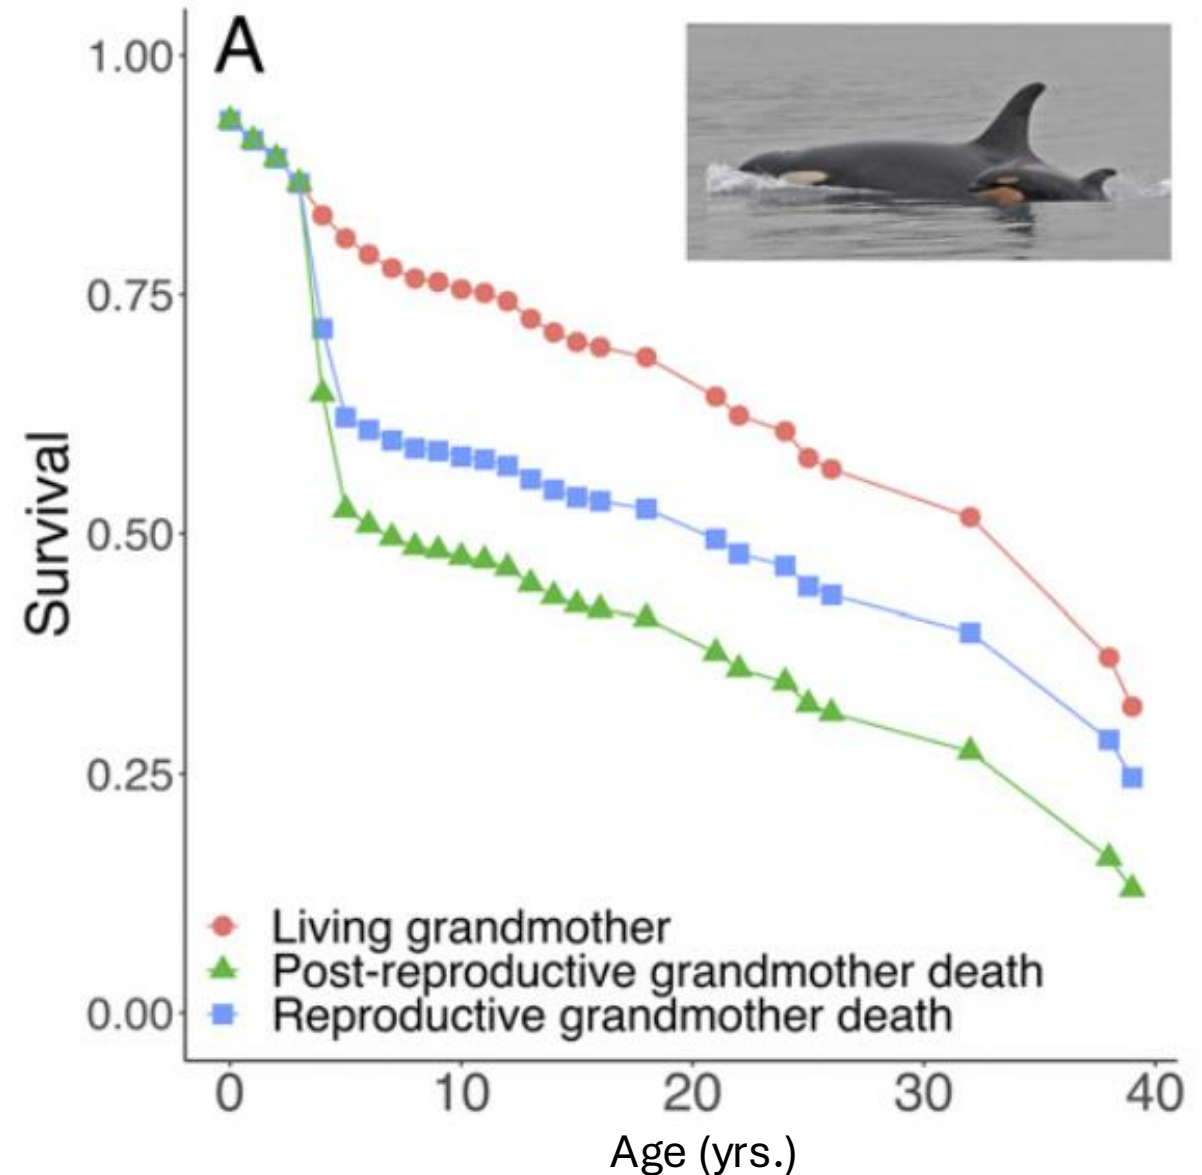 A
1.00
0.75
0.50
0.25
0.00
Survival
Living grandmother
Post-reproductive grandmother death
Reproductive grandmother death
0 10 20 30 40
Age (yrs.)